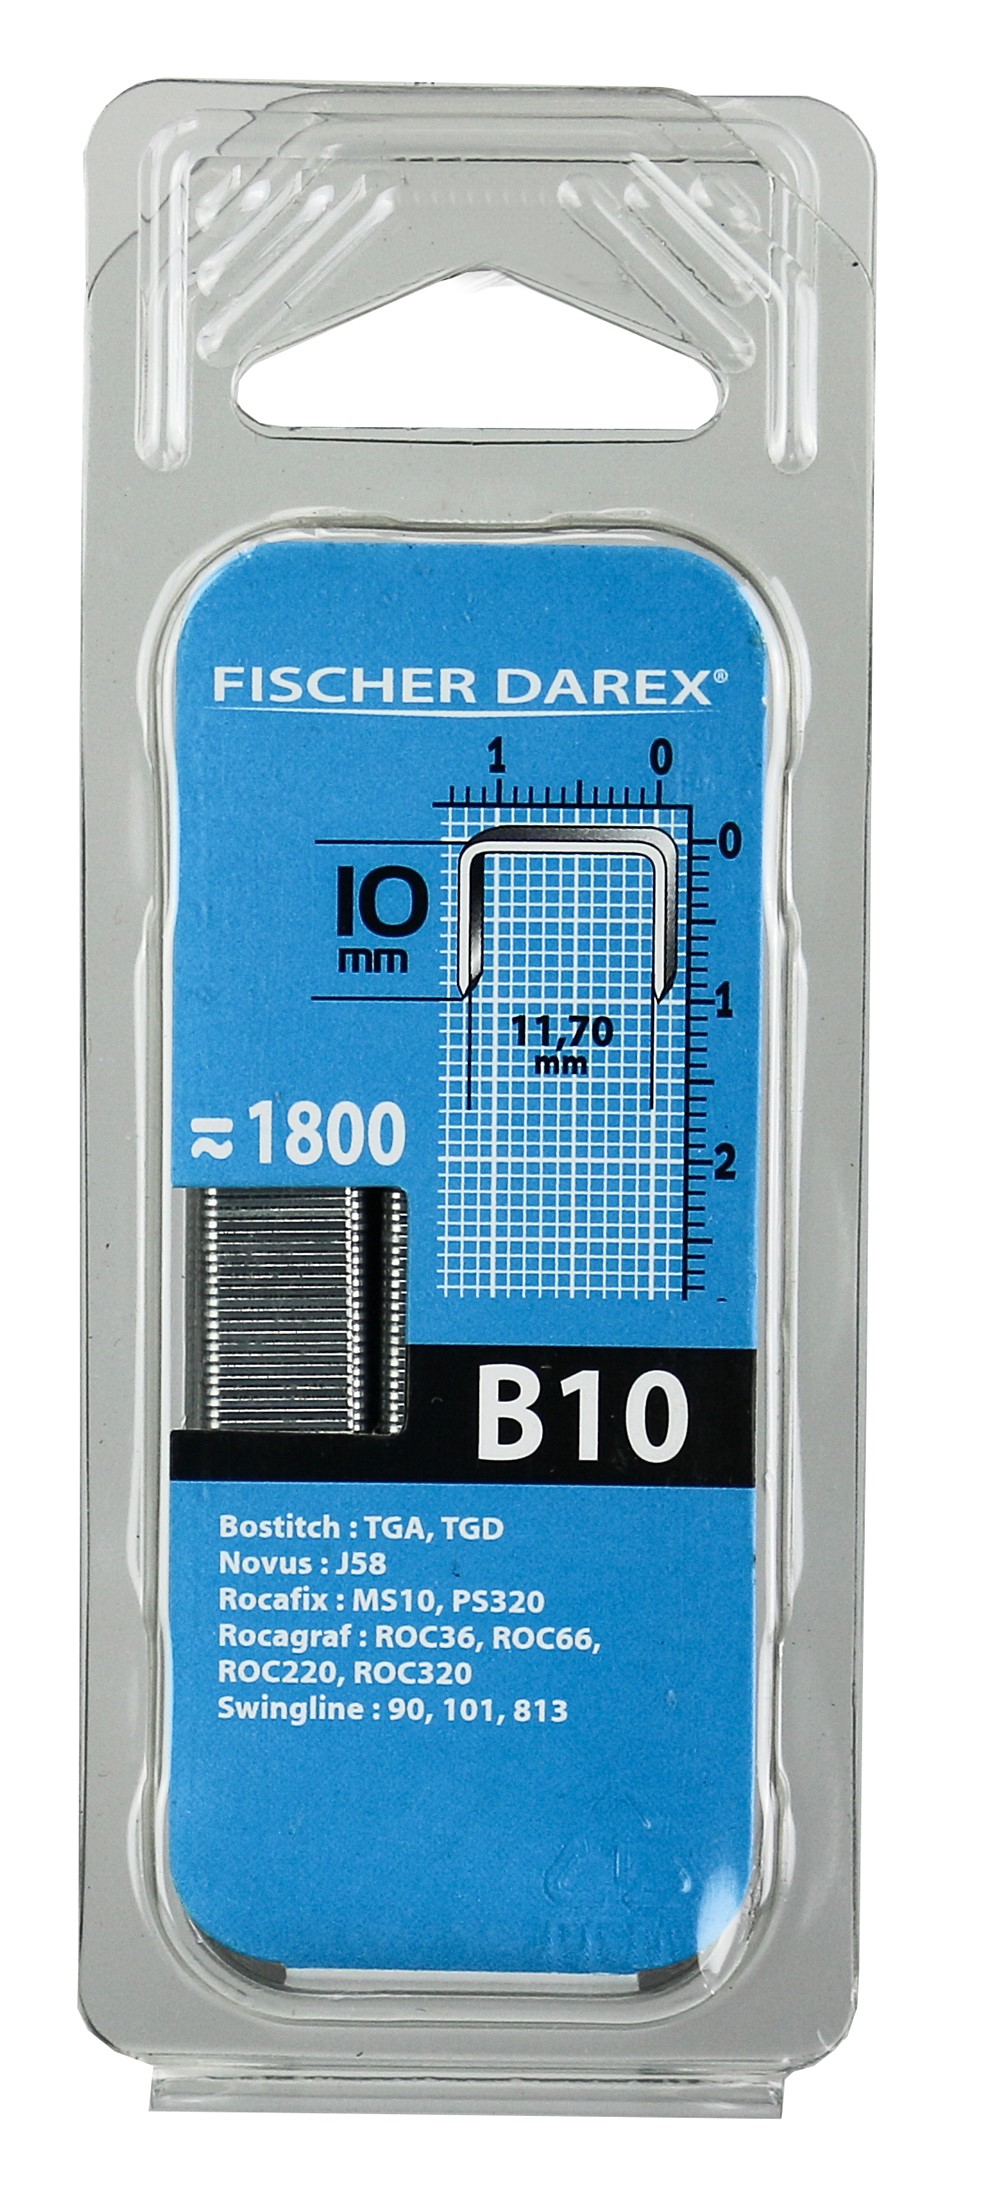 FISCHER DAREX®
1 0
0
10
mm
1
11,70
mm
≈1800
2
B10
Bostitch : TGA, TGD
Novus : J58
Rocafix : MS10, PS320
Rocagraf : ROC36, ROC66,
ROC220, ROC320
Swingline : 90, 101, 813